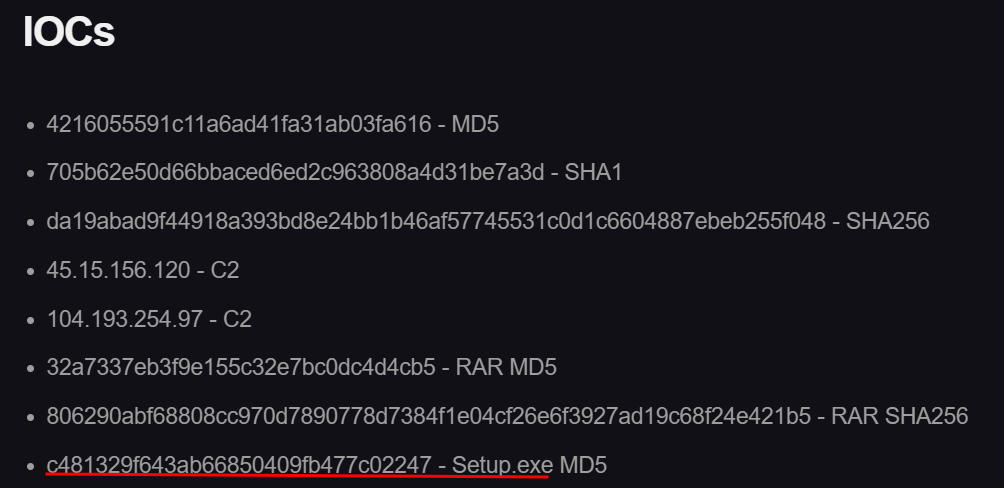 IOCs
4216055591c11a6ad41fa31ab03fa616 - MD5
705b62e50d66bbaced6ed2c963808a4d31be7a3d - SHA1
da19abad9f44918a393bd8e24bb1b46af57745531c0d1c6604887ebeb255f048 - SHA256
45.15.156.120 - C2
104.193.254.97 - C2
32a7337eb3f9e155c32e7bc0dc4d4cb5 - RAR MD5
806290abf68808cc970d7890778d7384f1e04cf26e6f3927ad19c68f24e421b5 - RAR SHA256
c481329f643ab66850409fb477c02247 - Setup.exe MD5